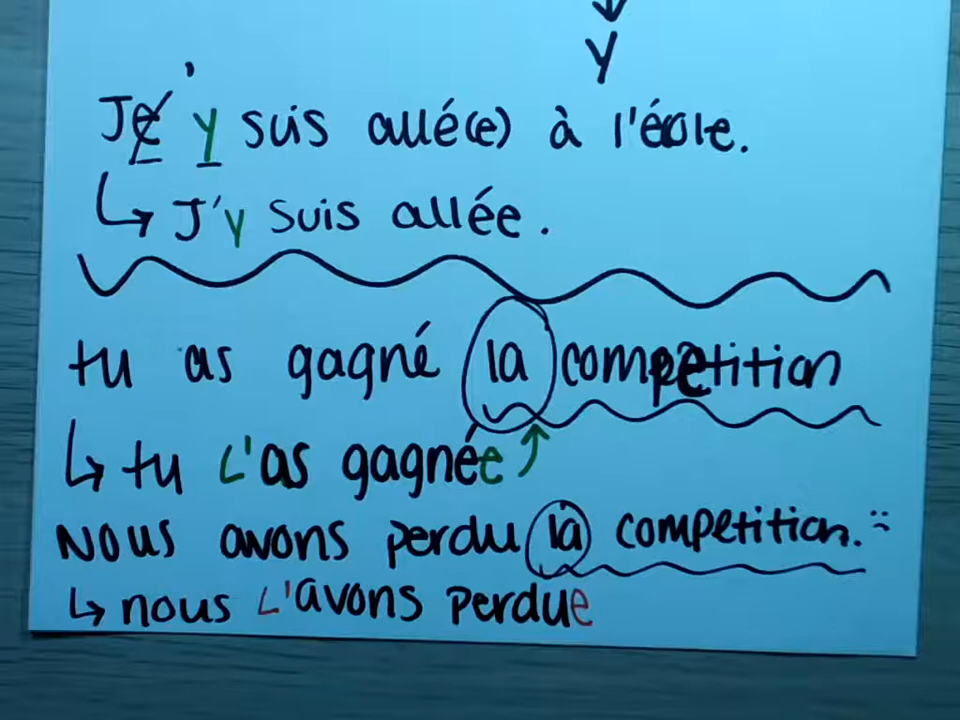 y
Je y suis allé(e) à l'école.
↳ J'y suis allée.
tu as gagné la competition
↳ tu L'as gagnée
Nous avons perdu la competition. :(
↳ nous L'avons perdue